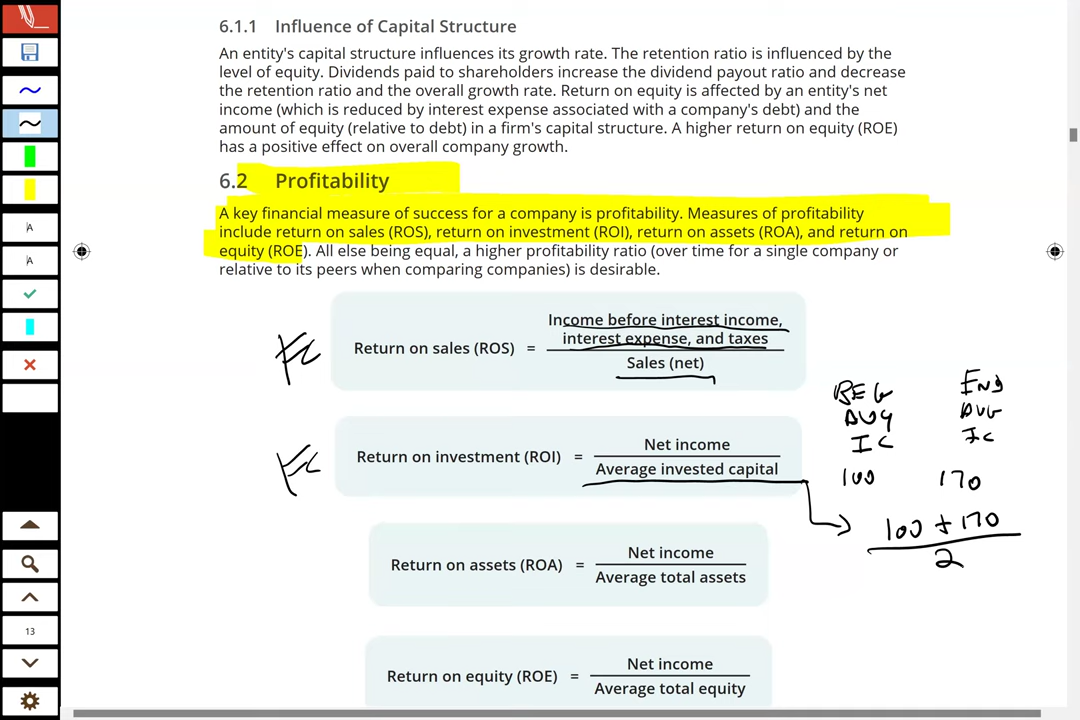 6.1.1 Influence of Capital Structure
An entity's capital structure influences its growth rate. The retention ratio is influenced by the
level of equity. Dividends paid to shareholders increase the dividend payout ratio and decrease
the retention ratio and the overall growth rate. Return on equity is affected by an entity's net
income (which is reduced by interest expense associated with a company's debt) and the
amount of equity (relative to debt) in a firm's capital structure. A higher return on equity (ROE)
has a positive effect on overall company growth.
6.2 Profitability
A key financial measure of success for a company is profitability. Measures of profitability
include return on sales (ROS), return on investment (ROI), return on assets (ROA), and return on
equity (ROE). All else being equal, a higher profitability ratio (over time for a single company or
relative to its peers when comparing companies) is desirable.
Income before interest income,
interest expense, and taxes
Return on sales (ROS) =
Sales (net)
BEG END
AVG AVG
IC IC
100 170
Net income
Return on investment (ROI) =
Average invested capital
100 + 170
2
Net income
Return on assets (ROA) =
Average total assets
Net income
Return on equity (ROE) =
Average total equity
A
A
13